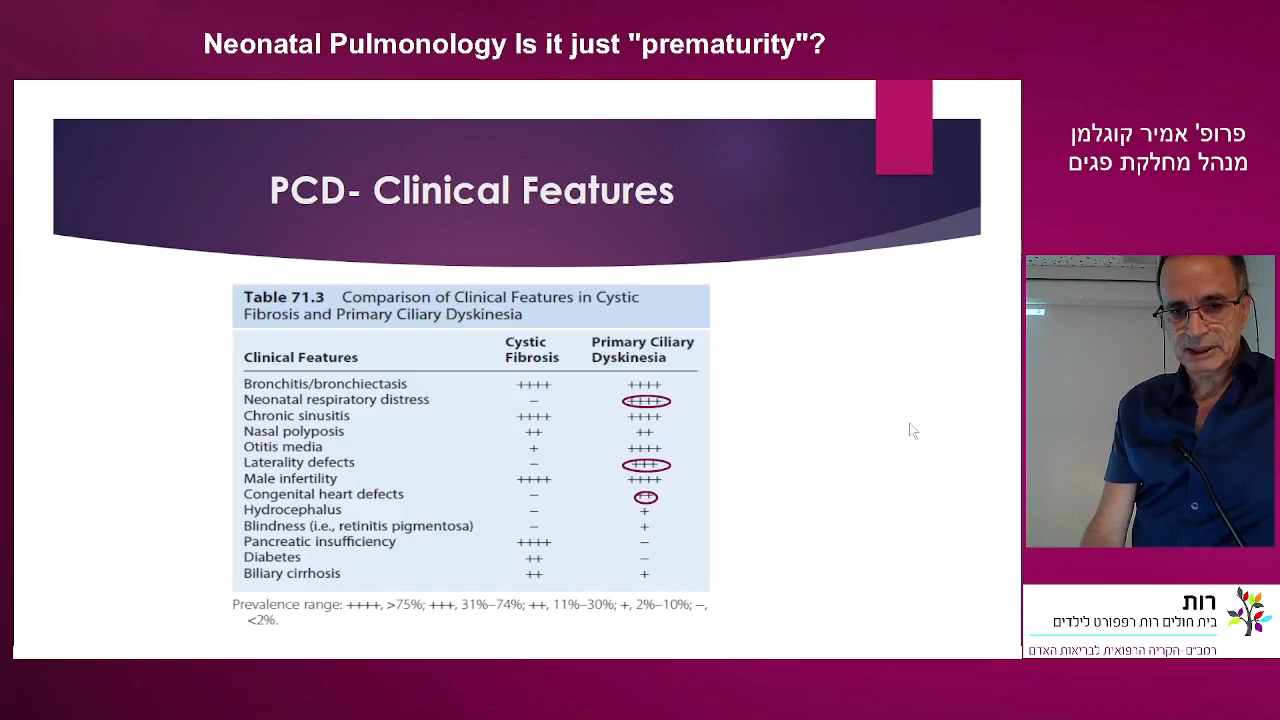 Neonatal Pulmonology Is it just "prematurity"?
פרופ' אמיר קוגלמן
מנהל מחלקת פגים
PCD- Clinical Features
Table 71.3 Comparison of Clinical Features in Cystic
Fibrosis and Primary Ciliary Dyskinesia
Clinical Features Cystic Fibrosis Primary Ciliary Dyskinesia
Bronchitis/bronchiectasis ++++ ++++
Neonatal respiratory distress – ++++
Chronic sinusitis ++++ ++++
Nasal polyposis ++ ++
Otitis media + ++++
Laterality defects – +++
Male infertility ++++ ++++
Congenital heart defects – ++
Hydrocephalus – +
Blindness (i.e., retinitis pigmentosa) – +
Pancreatic insufficiency ++++ –
Diabetes ++ –
Biliary cirrhosis ++ +
Prevalence range: ++++, >75%; +++, 31%–74%; ++, 11%–30%; +, 2%–10%; –,
<2%.
רות
בית חולים רות רפפורט לילדים
רמב"ם-הקריה הרפואית לבריאות האדם